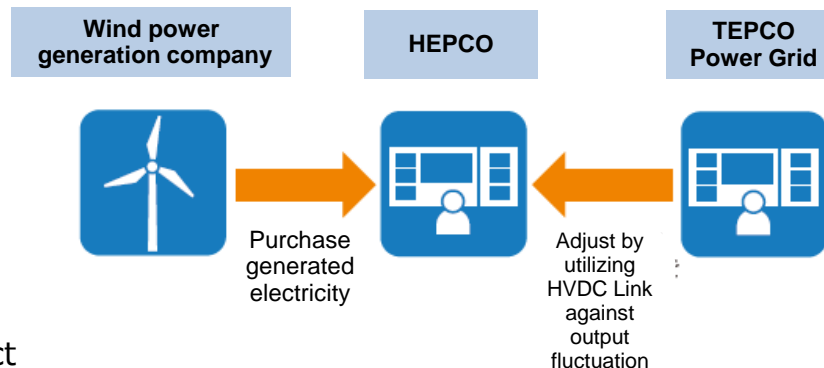 Wind power
generation company
HEPCO
TEPCO
Power Grid
Purchase
generated
electricity
Adjust by
utilizing
HVDC Link
against
output
fluctuation
ct